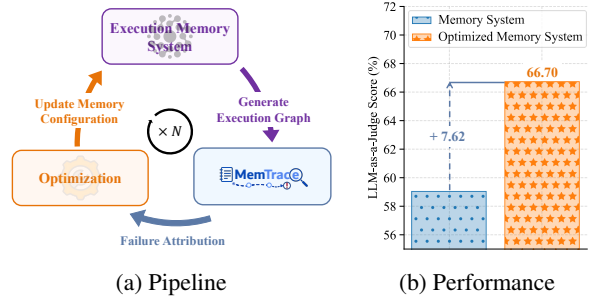 Execution Memory
System
Update Memory
Configuration
Generate
Execution Graph
× N
Optimization
MemTrace
Failure Attribution
(a) Pipeline
72
70
68
66
64
62
60
58
56
LLM-as-a-Judge Score (%)
Memory System
Optimized Memory System
66.70
+ 7.62
(b) Performance